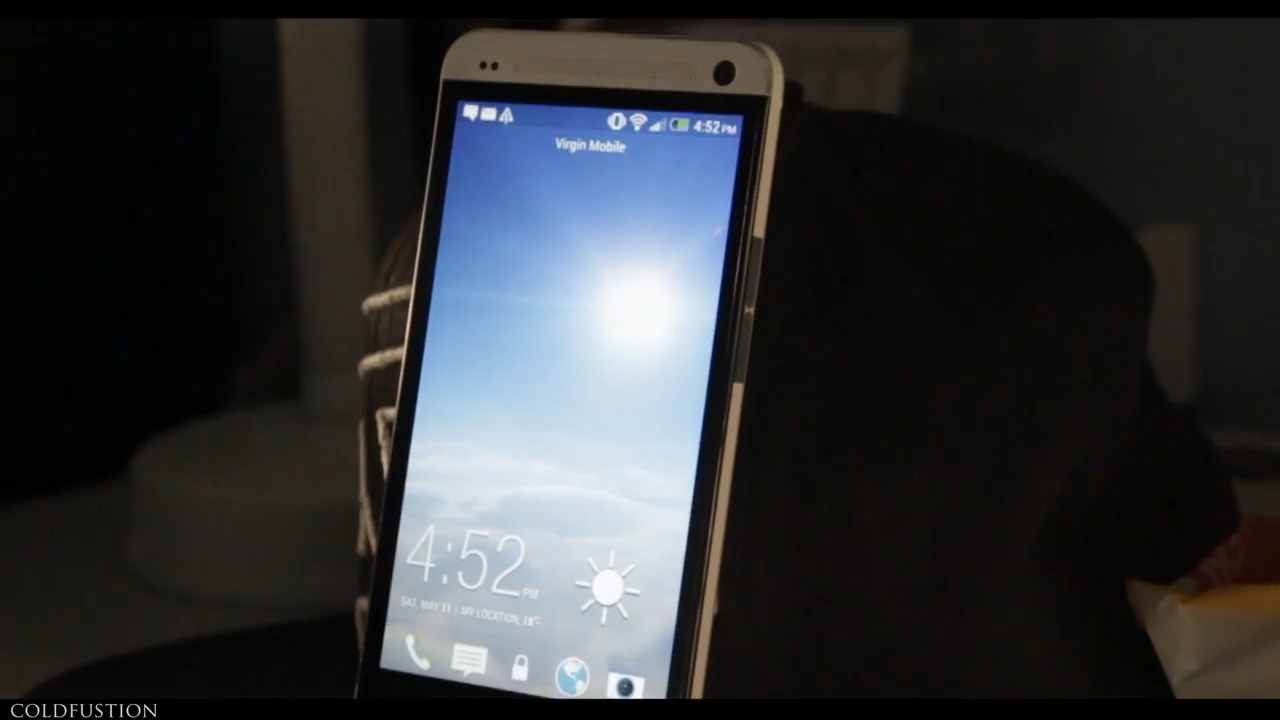 4:52 PM
Virgin Mobile
4:52 PM
SAT, MAY 11 | MY LOCATION, 18°C
COLDFUSTION